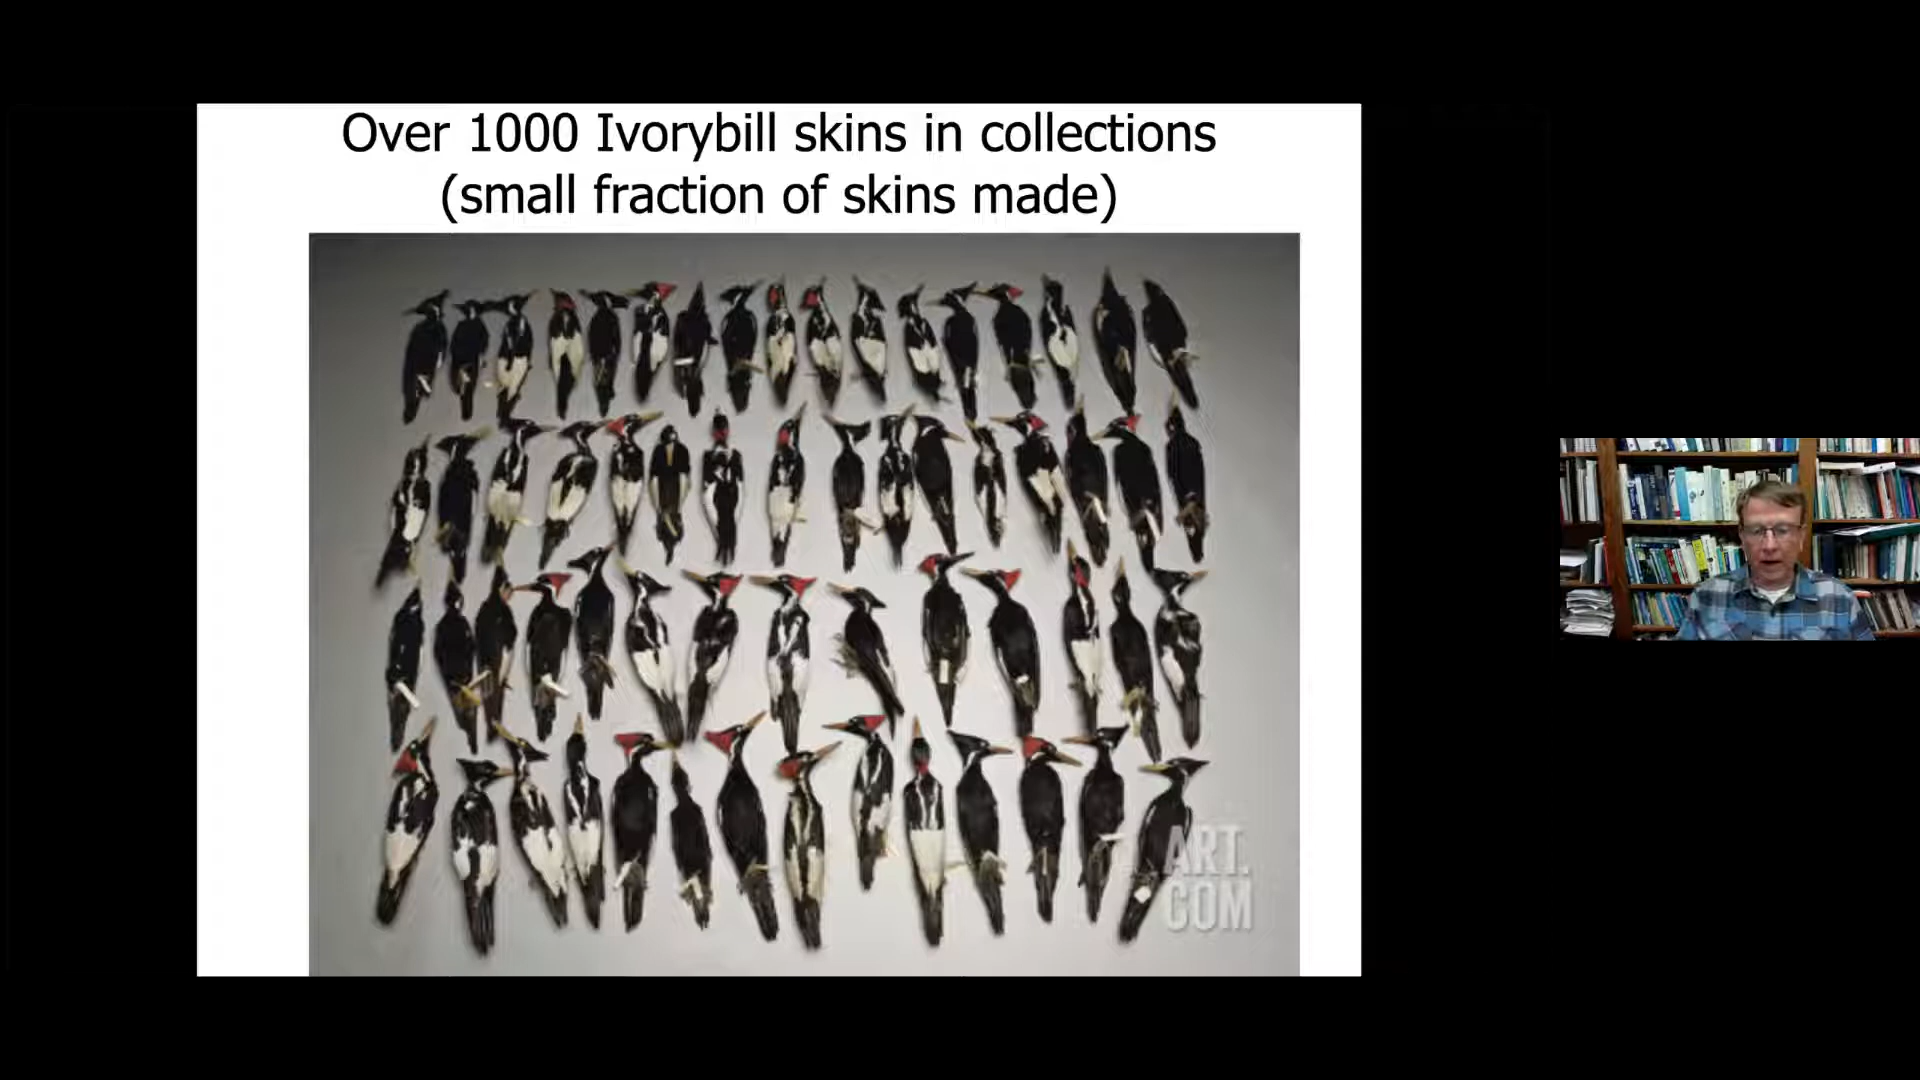 Over 1000 Ivorybill skins in collections
(small fraction of skins made)
ART.
COM